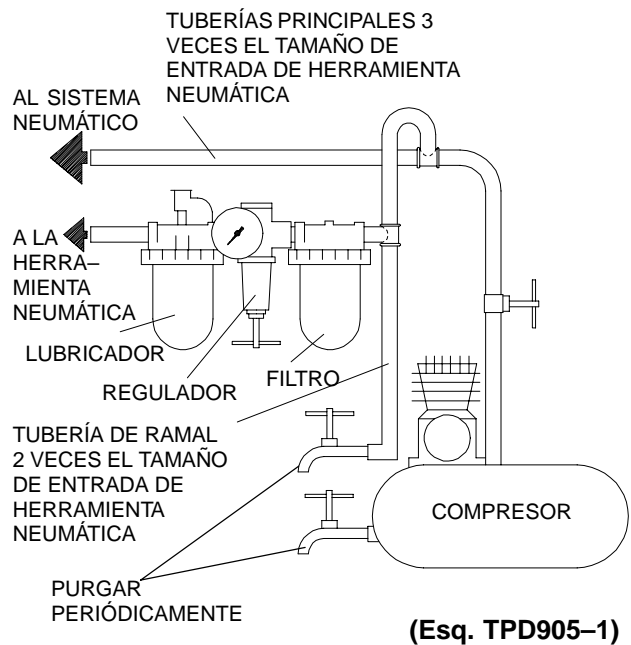 TUBERÍAS PRINCIPALES 3
VECES EL TAMAÑO DE
ENTRADA DE HERRAMIENTA
NEUMÁTICA
AL SISTEMA
NEUMÁTICO
A LA
HERRA–
MIENTA
NEUMÁTICA
LUBRICADOR
REGULADOR
FILTRO
TUBERÍA DE RAMAL
2 VECES EL TAMAÑO
DE ENTRADA DE
HERRAMIENTA
NEUMÁTICA
COMPRESOR
PURGAR
PERIÓDICAMENTE
(Esq. TPD905–1)